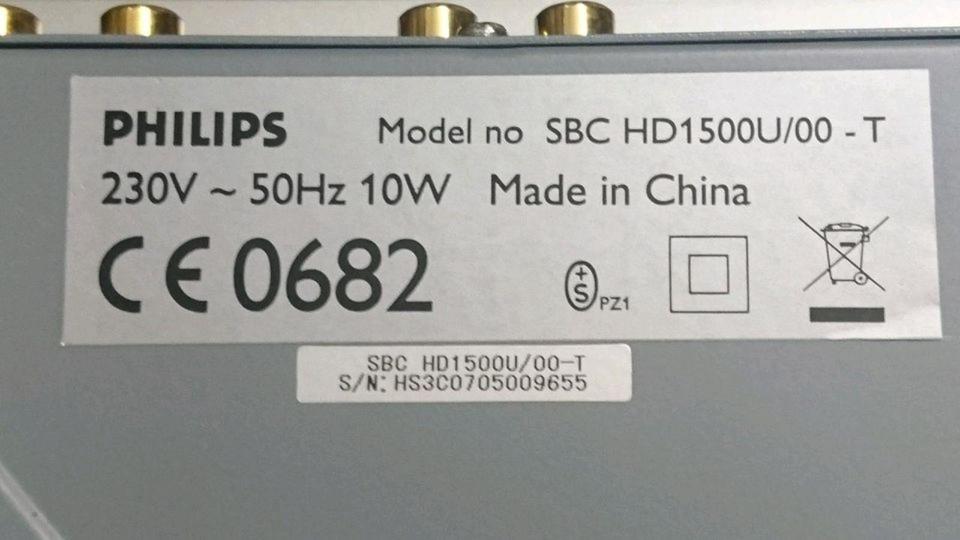 PHILIPS Model no SBC HD1500U/00 - T
230V ~ 50Hz 10W Made in China
CE 0682
+S PZ1
SBC HD1500U/00-T
S/N: HS3C0705009655